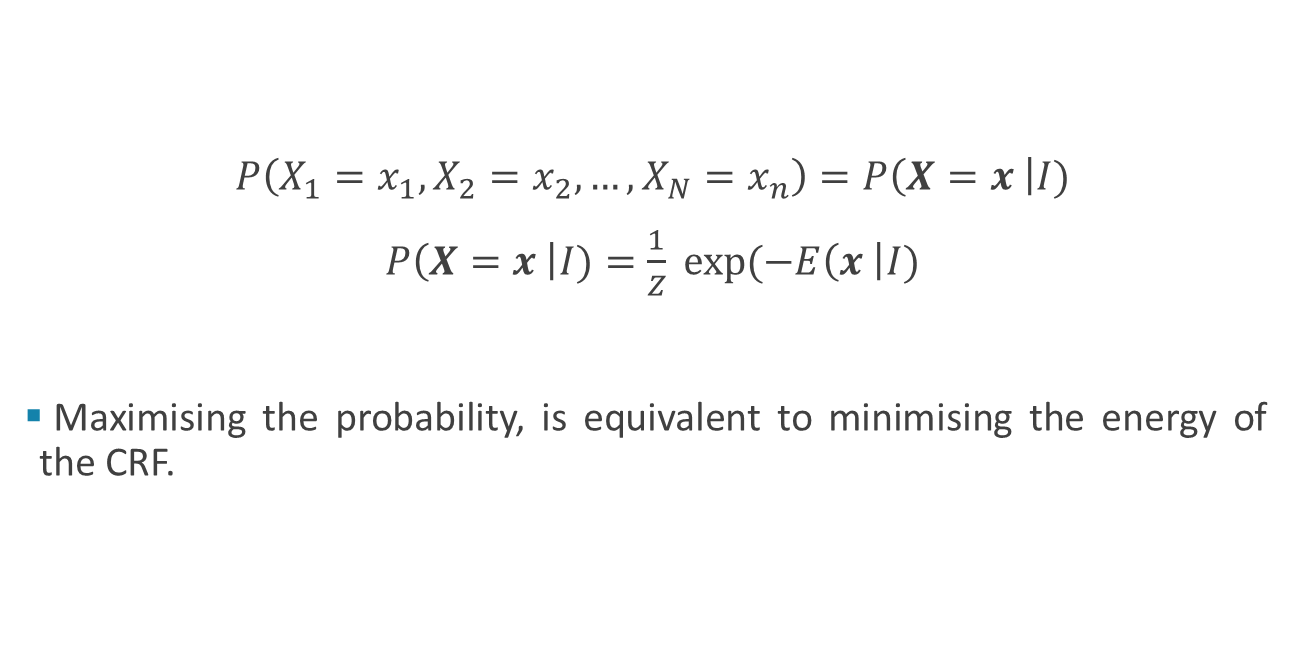 P(X₁ = x₁, X₂ = x₂, … , X_N = xₙ) = P(X = x |I)
P(X = x |I) = 1/Z exp(−E(x |I)
▪ Maximising the probability, is equivalent to minimising the energy of
the CRF.